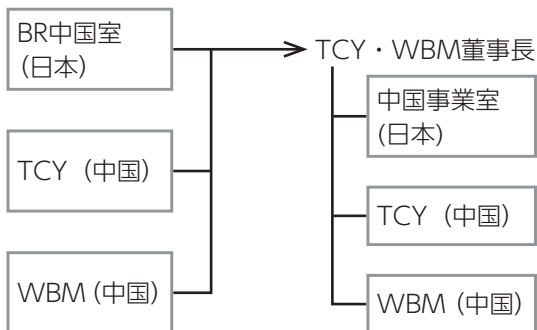 BR中国室
(日本)
TCY (中国)
WBM (中国)
TCY・WBM董事長
中国事業室
(日本)
TCY (中国)
WBM (中国)